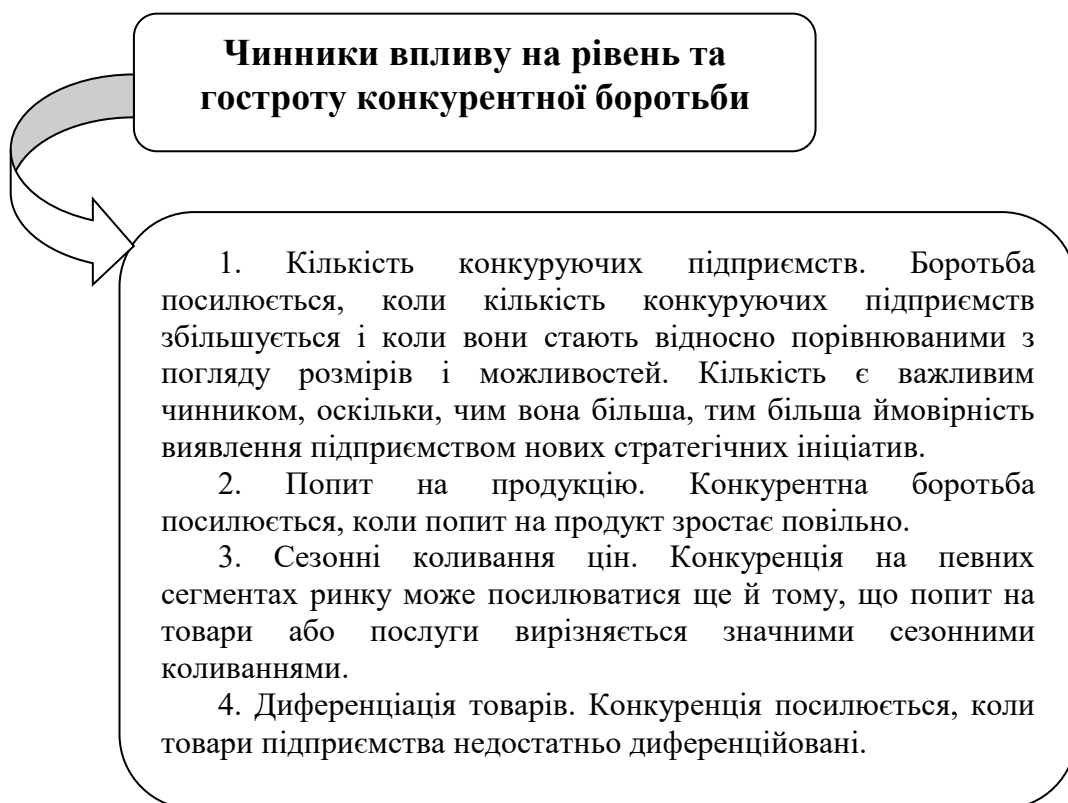 Чинники впливу на рівень та
гостроту конкурентної боротьби
1. Кількість конкуруючих підприємств. Боротьба
посилюється, коли кількість конкуруючих підприємств
збільшується і коли вони стають відносно порівнюваними з
погляду розмірів і можливостей. Кількість є важливим
чинником, оскільки, чим вона більша, тим більша ймовірність
виявлення підприємством нових стратегічних ініціатив.
2. Попит на продукцію. Конкурентна боротьба
посилюється, коли попит на продукт зростає повільно.
3. Сезонні коливання цін. Конкуренція на певних
сегментах ринку може посилюватися ще й тому, що попит на
товари або послуги вирізняється значними сезонними
коливаннями.
4. Диференціація товарів. Конкуренція посилюється, коли
товари підприємства недостатньо диференційовані.